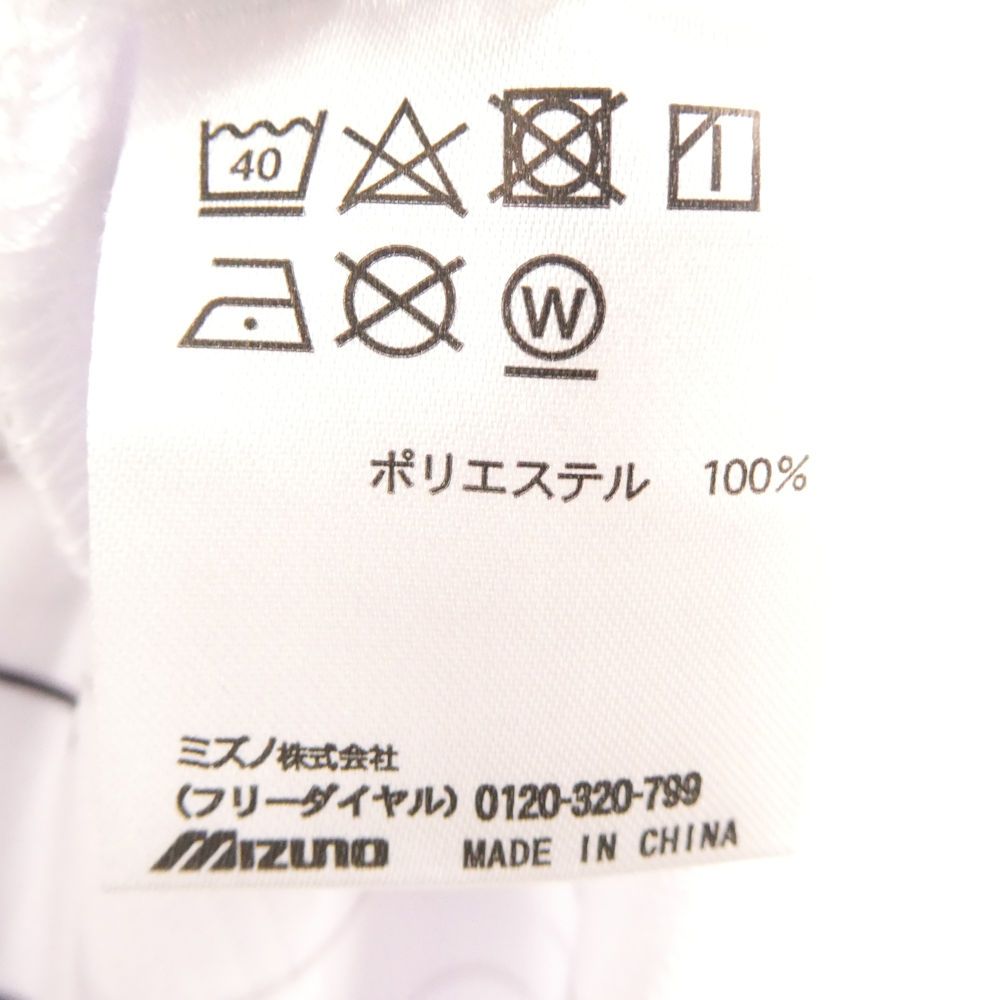 40
W
ポリエステル 100%
ミズノ株式会社
(フリーダイヤル) 0120-320-799
MIZUNO MADE IN CHINA